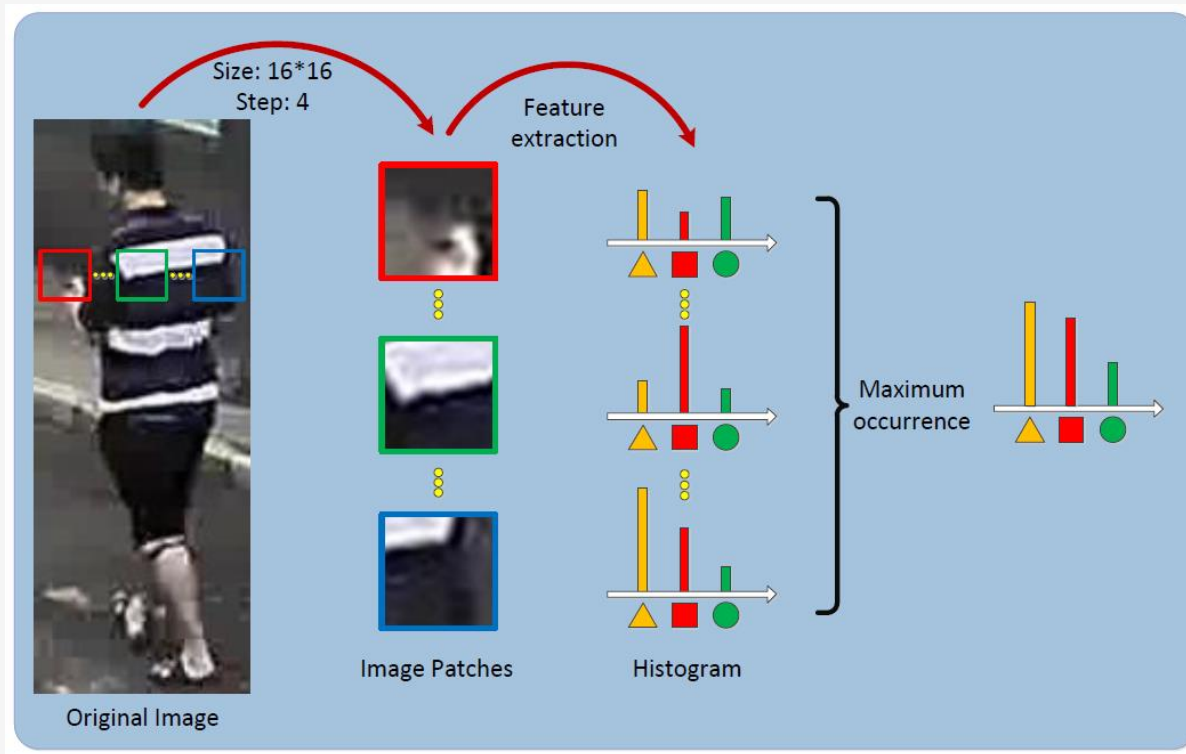 Size: 16*16
Step: 4
Feature
extraction
Maximum
occurrence
Image Patches
Histogram
Original Image